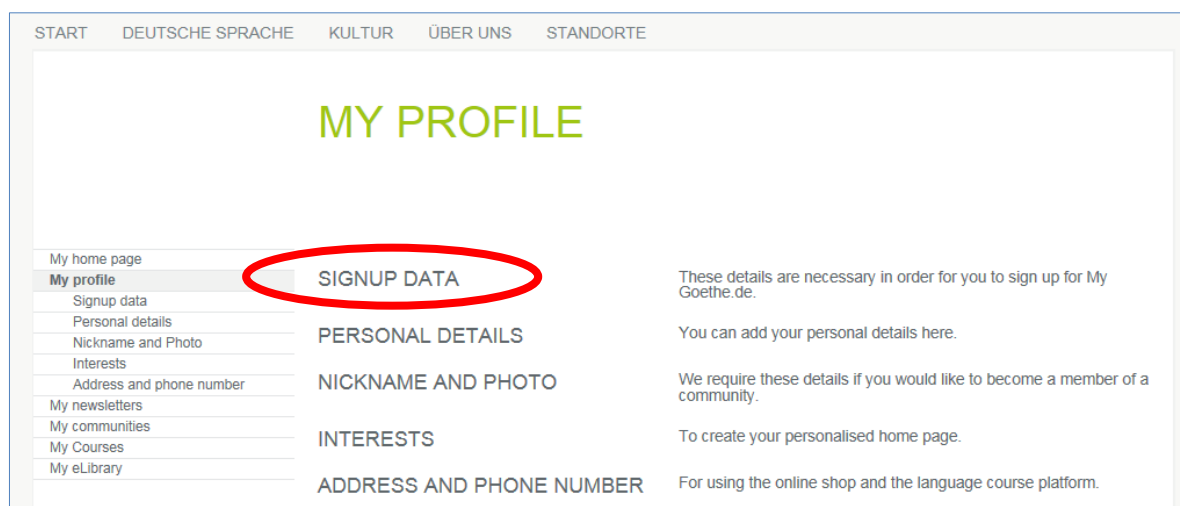 START DEUTSCHE SPRACHE KULTUR ÜBER UNS STANDORTE
MY PROFILE
My home page
My profile
Signup data
Personal details
Nickname and Photo
Interests
Address and phone number
My newsletters
My communities
My Courses
My eLibrary
SIGNUP DATA
These details are necessary in order for you to sign up for My
Goethe.de.
PERSONAL DETAILS
You can add your personal details here.
NICKNAME AND PHOTO
We require these details if you would like to become a member of a
community.
INTERESTS
To create your personalised home page.
ADDRESS AND PHONE NUMBER
For using the online shop and the language course platform.